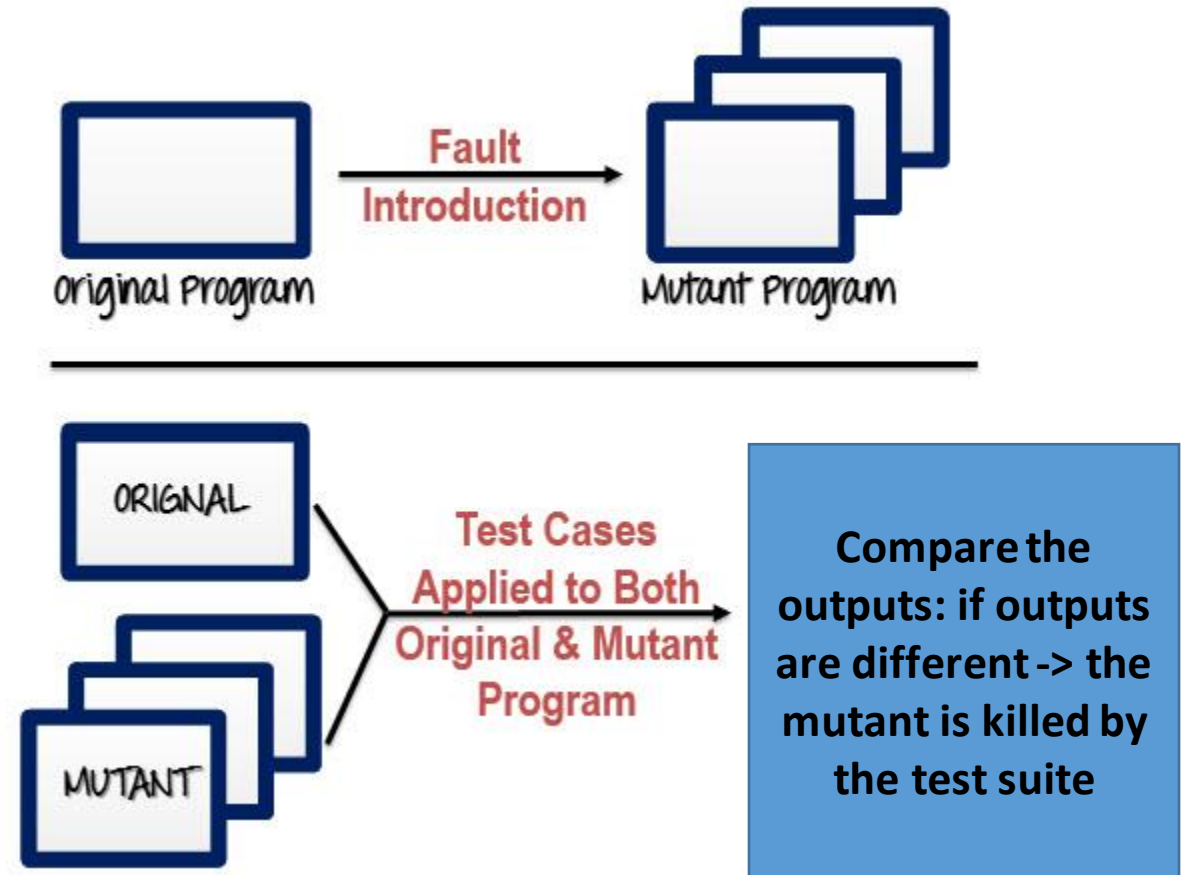 Fault
Introduction
Original Program
Mutant Program
ORIGNAL
MUTANT
Test Cases
Applied to Both
Original & Mutant
Program
Compare the
outputs: if outputs
are different -> the
mutant is killed by
the test suite